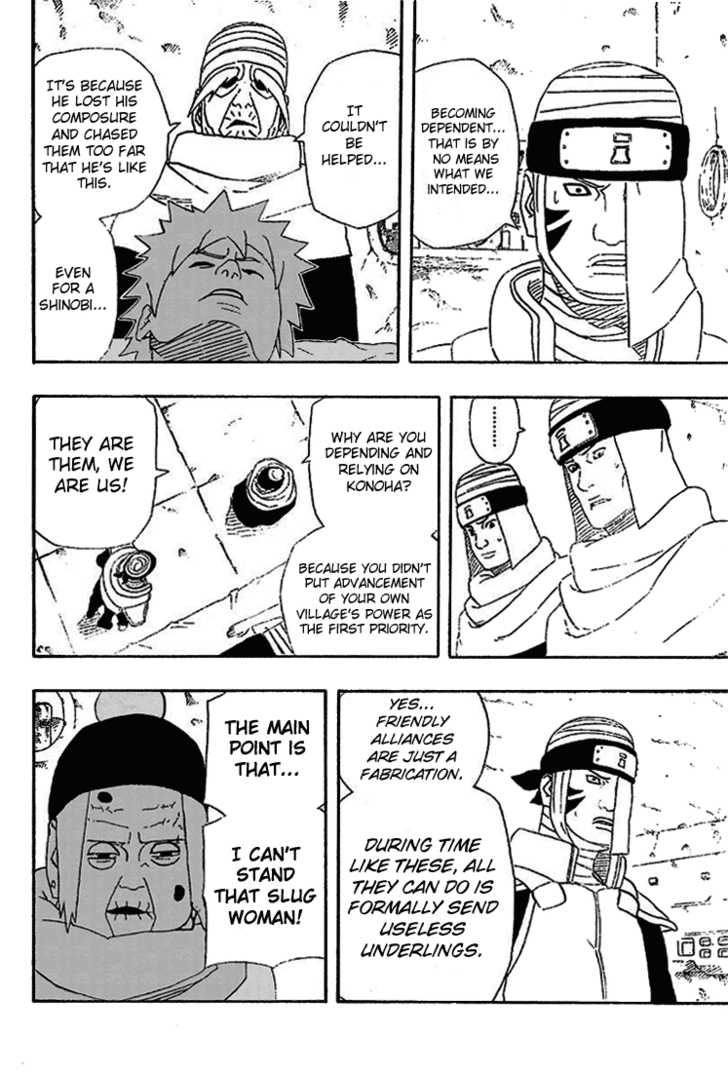 BECOMING
DEPENDENT...
THAT IS BY
NO MEANS
WHAT WE
INTENDED...
IT
COULDN'T
BE
HELPED...
IT'S BECAUSE
HE LOST HIS
COMPOSURE
AND CHASED
THEM TOO FAR
THAT HE'S LIKE
THIS.
EVEN
FOR A
SHINOBI...
.........
WHY ARE YOU
DEPENDING AND
RELYING ON
KONOHA?
BECAUSE YOU DIDN'T
PUT ADVANCEMENT
OF YOUR OWN
VILLAGE'S POWER AS
THE FIRST PRIORITY.
THEY ARE
THEM, WE
ARE US!
YES...
FRIENDLY
ALLIANCES
ARE JUST A
FABRICATION.
DURING TIME
LIKE THESE, ALL
THEY CAN DO IS
FORMALLY SEND
USELESS
UNDERLINGS.
THE MAIN
POINT IS
THAT...
I CAN'T
STAND
THAT SLUG
WOMAN!